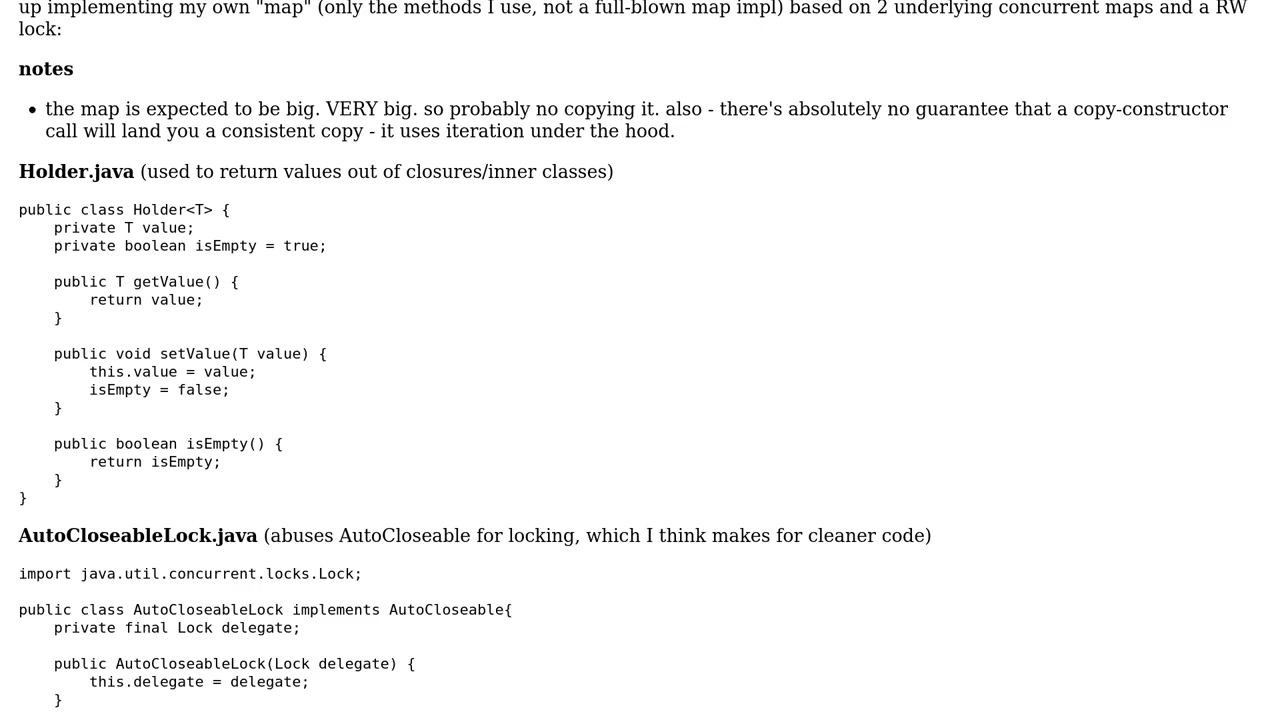 up implementing my own "map" (only the methods I use, not a full-blown map impl) based on 2 underlying concurrent maps and a RW
lock:
notes
• the map is expected to be big. VERY big. so probably no copying it. also - there's absolutely no guarantee that a copy-constructor
call will land you a consistent copy - it uses iteration under the hood.
Holder.java (used to return values out of closures/inner classes)
public class Holder<T> {
    private T value;
    private boolean isEmpty = true;

    public T getValue() {
        return value;
    }

    public void setValue(T value) {
        this.value = value;
        isEmpty = false;
    }

    public boolean isEmpty() {
        return isEmpty;
    }
}
AutoCloseableLock.java (abuses AutoCloseable for locking, which I think makes for cleaner code)
import java.util.concurrent.locks.Lock;

public class AutoCloseableLock implements AutoCloseable{
    private final Lock delegate;

    public AutoCloseableLock(Lock delegate) {
        this.delegate = delegate;
    }